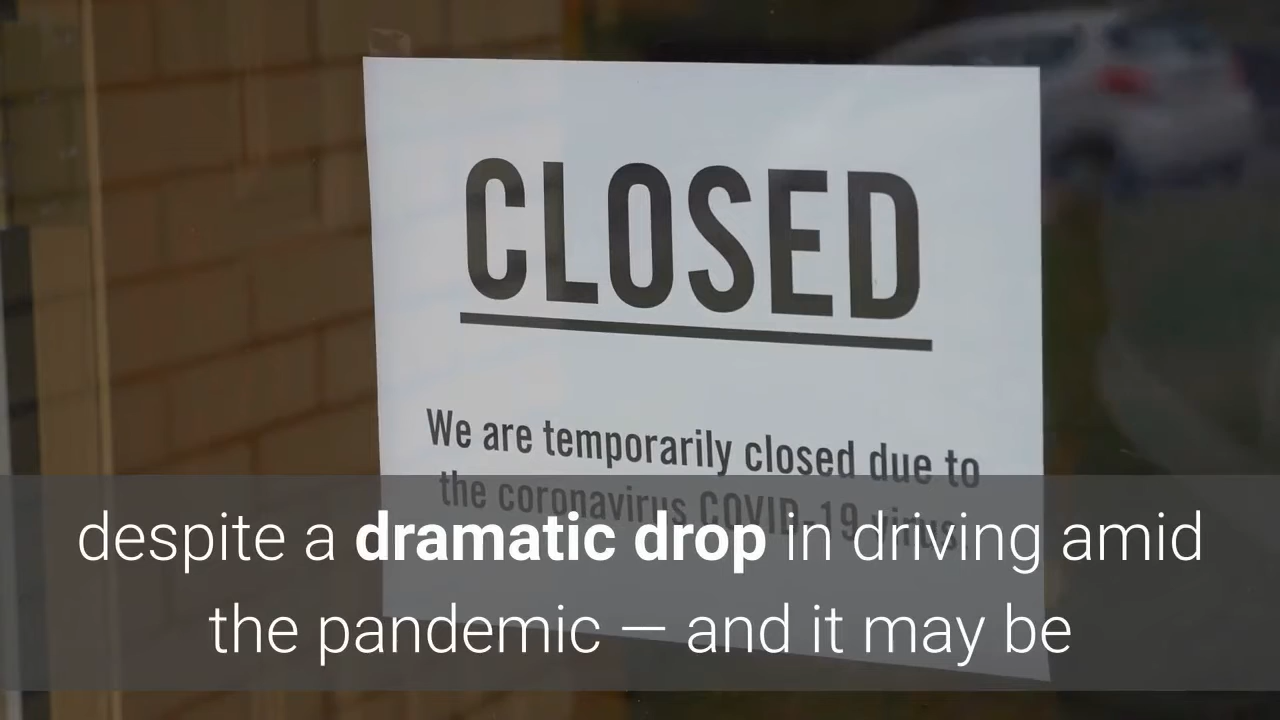 CLOSED
We are temporarily closed due to
the coronavirus COVID-19 virus
despite a dramatic drop in driving amid
the pandemic — and it may be